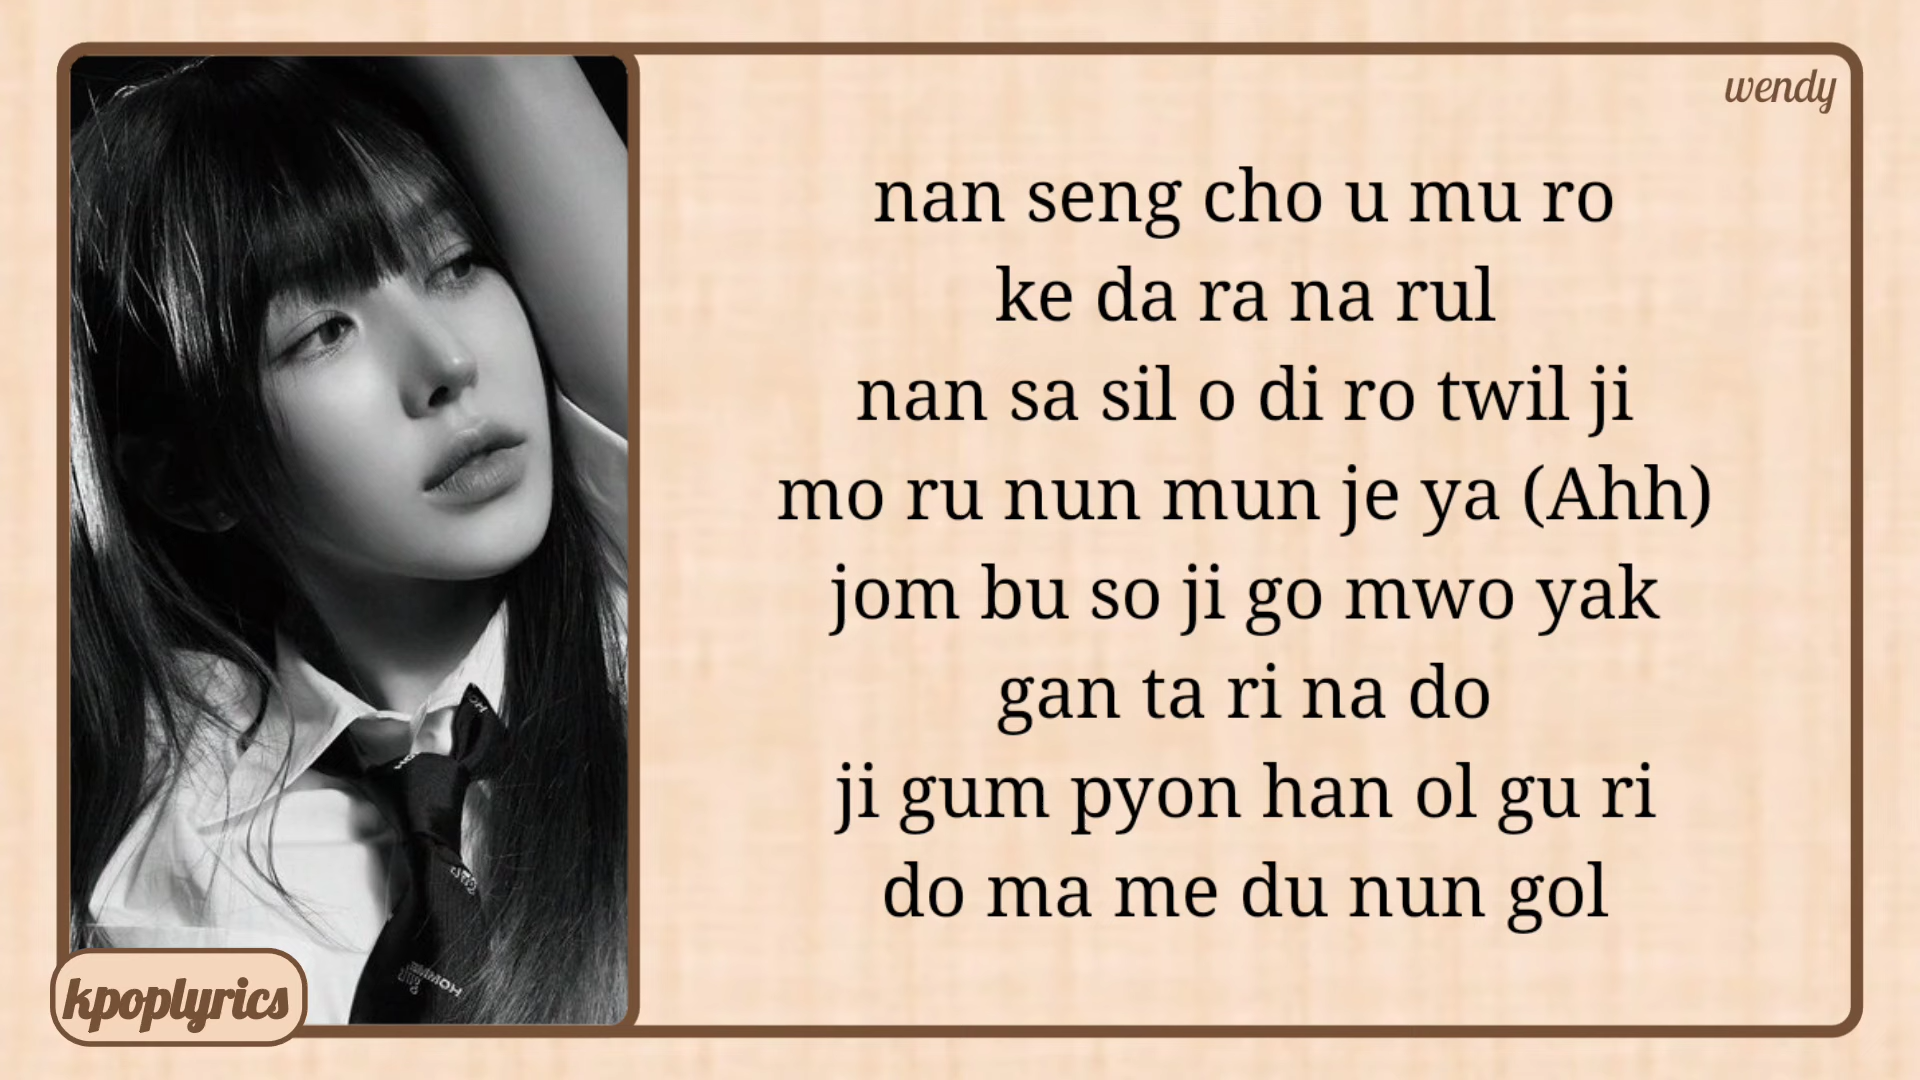 wendy
nan seng cho u mu ro
ke da ra na rul
nan sa sil o di ro twil ji
mo ru nun mun je ya (Ahh)
jom bu so ji go mwo yak
gan ta ri na do
ji gum pyon han ol gu ri
do ma me du nun gol
kpoplyrics